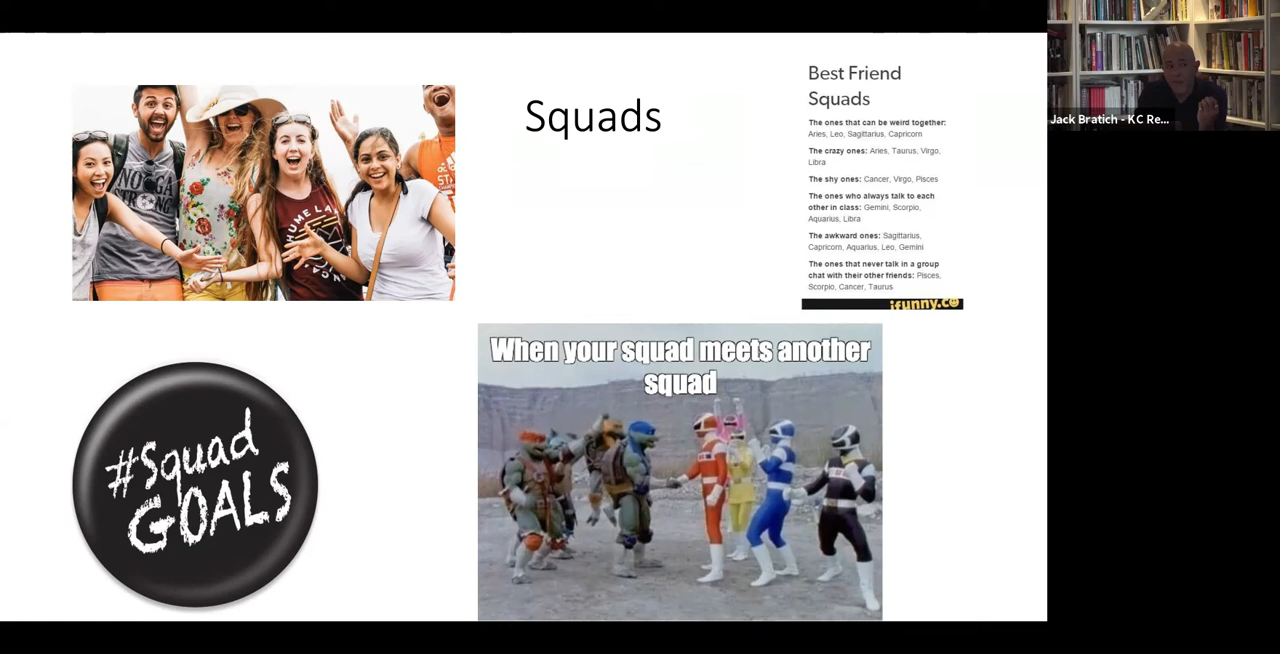 Squads
Best Friend
Squads
The ones that can be weird together:
Aries, Leo, Sagittarius, Capricorn
The crazy ones: Aries, Taurus, Virgo,
Libra
The shy ones: Cancer, Virgo, Pisces
The ones who always talk to each
other in class: Gemini, Scorpio,
Aquarius, Libra
The awkward ones: Sagittarius,
Capricorn, Aquarius, Leo, Gemini
The ones that never talk in a group
chat with their other friends: Pisces,
Scorpio, Cancer, Taurus
ifunny.co
Jack Bratich - KC Re...
NOOGA
STRONG
HUME LA
#Squad
GOALS
When your squad meets another
squad